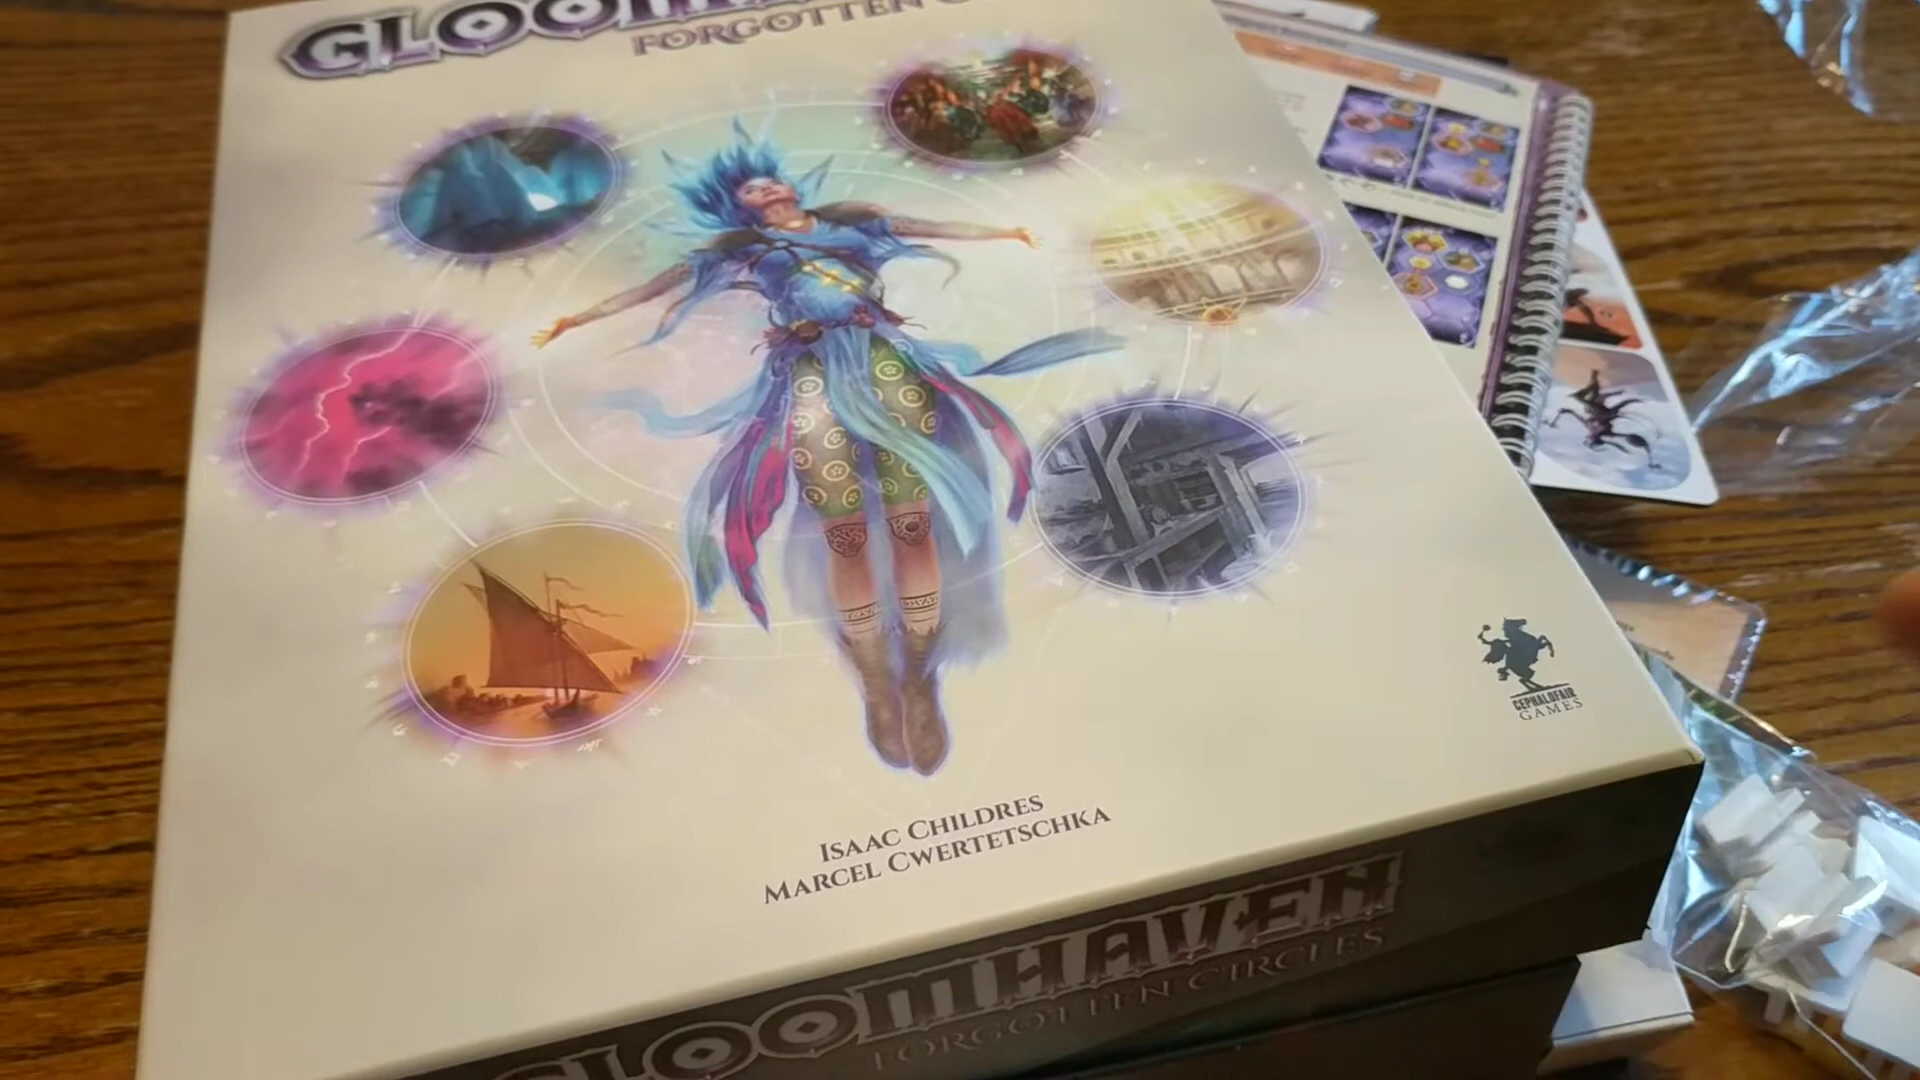 FORGOTTEN
CEPHALOFAIR
GAMES
ISAAC CHILDRES
MARCEL CWERTETSCHKA
GLOOMHAVEN
FORGOTTEN CIRCLES